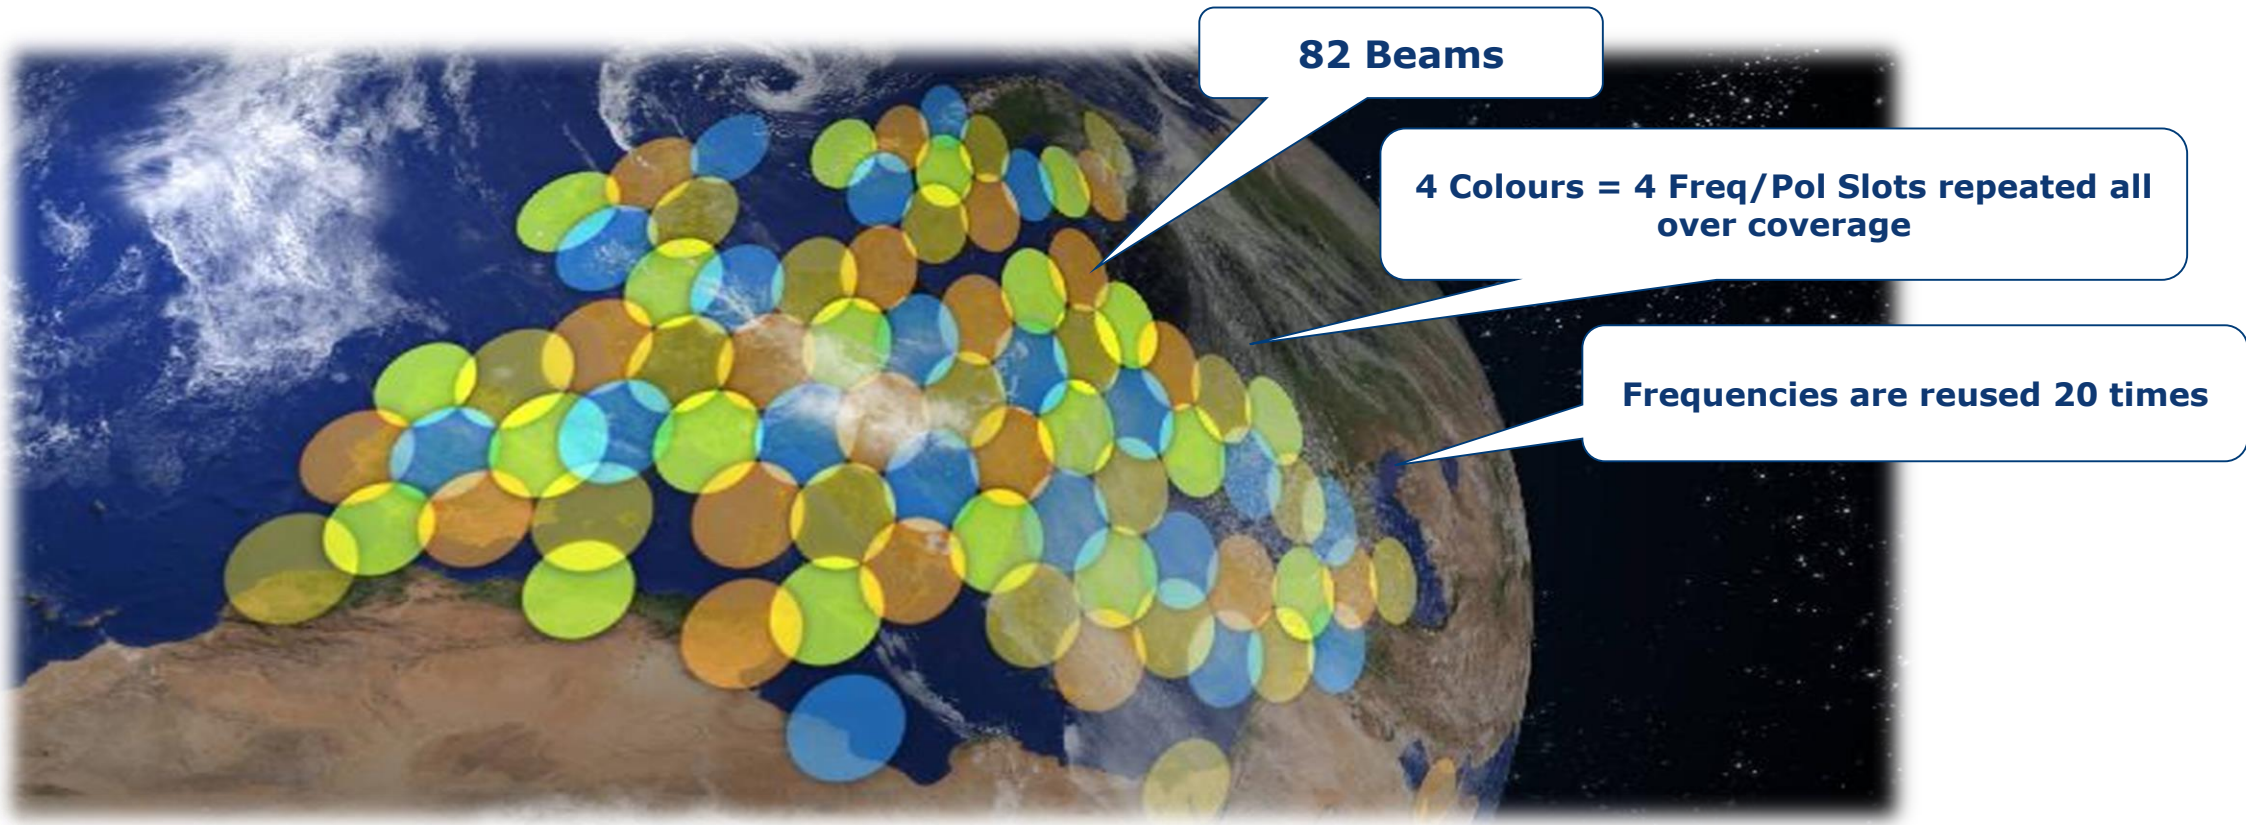 82 Beams
4 Colours = 4 Freq/Pol Slots repeated all
over coverage
Frequencies are reused 20 times